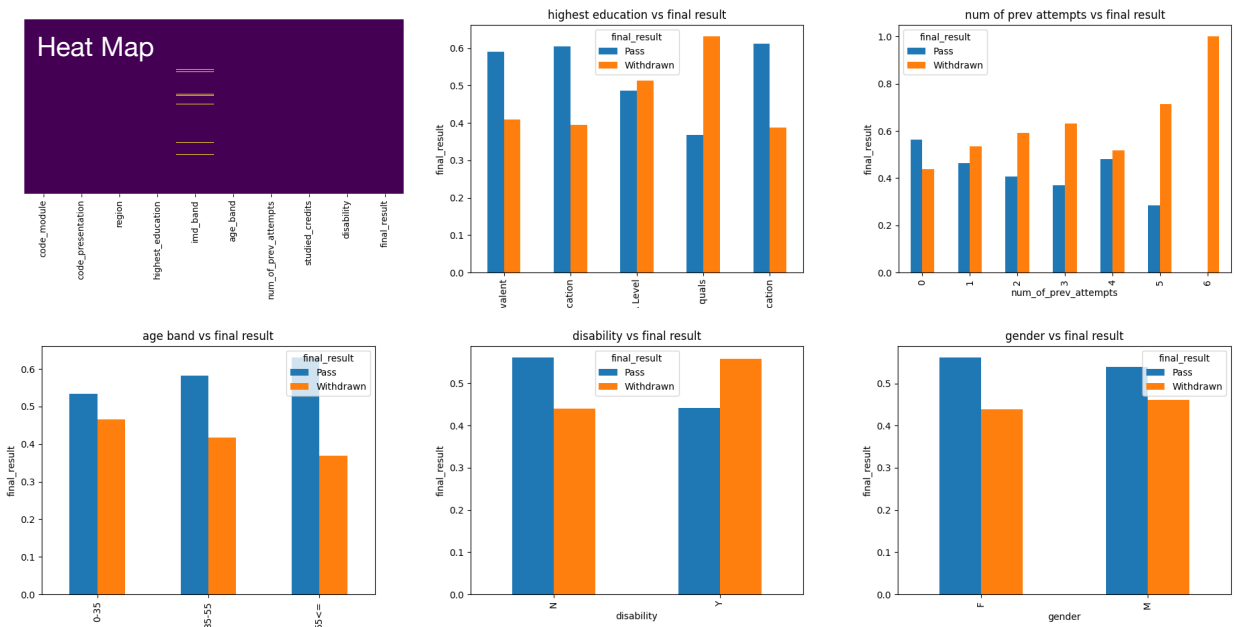 Heat Map
code_module
code_presentation
region
highest_education
imd_band
age_band
num_of_prev_attempts
studied_credits
disability
final_result
highest education vs final result
final_result
0.6
0.5
0.4
0.3
0.2
0.1
0.0
final_result
Pass
Withdrawn
valent
cation
. Level
quals
cation
num of prev attempts vs final result
final_result
1.0
0.8
0.6
0.4
0.2
0.0
final_result
Pass
Withdrawn
0
1
2
3
4
5
6
num_of_prev_attempts
age band vs final result
final_result
0.6
0.5
0.4
0.3
0.2
0.1
0.0
final_result
Pass
Withdrawn
0-35
35-55
55<=
disability vs final result
final_result
0.5
0.4
0.3
0.2
0.1
0.0
final_result
Pass
Withdrawn
N
Y
disability
gender vs final result
final_result
0.5
0.4
0.3
0.2
0.1
0.0
final_result
Pass
Withdrawn
F
M
gender